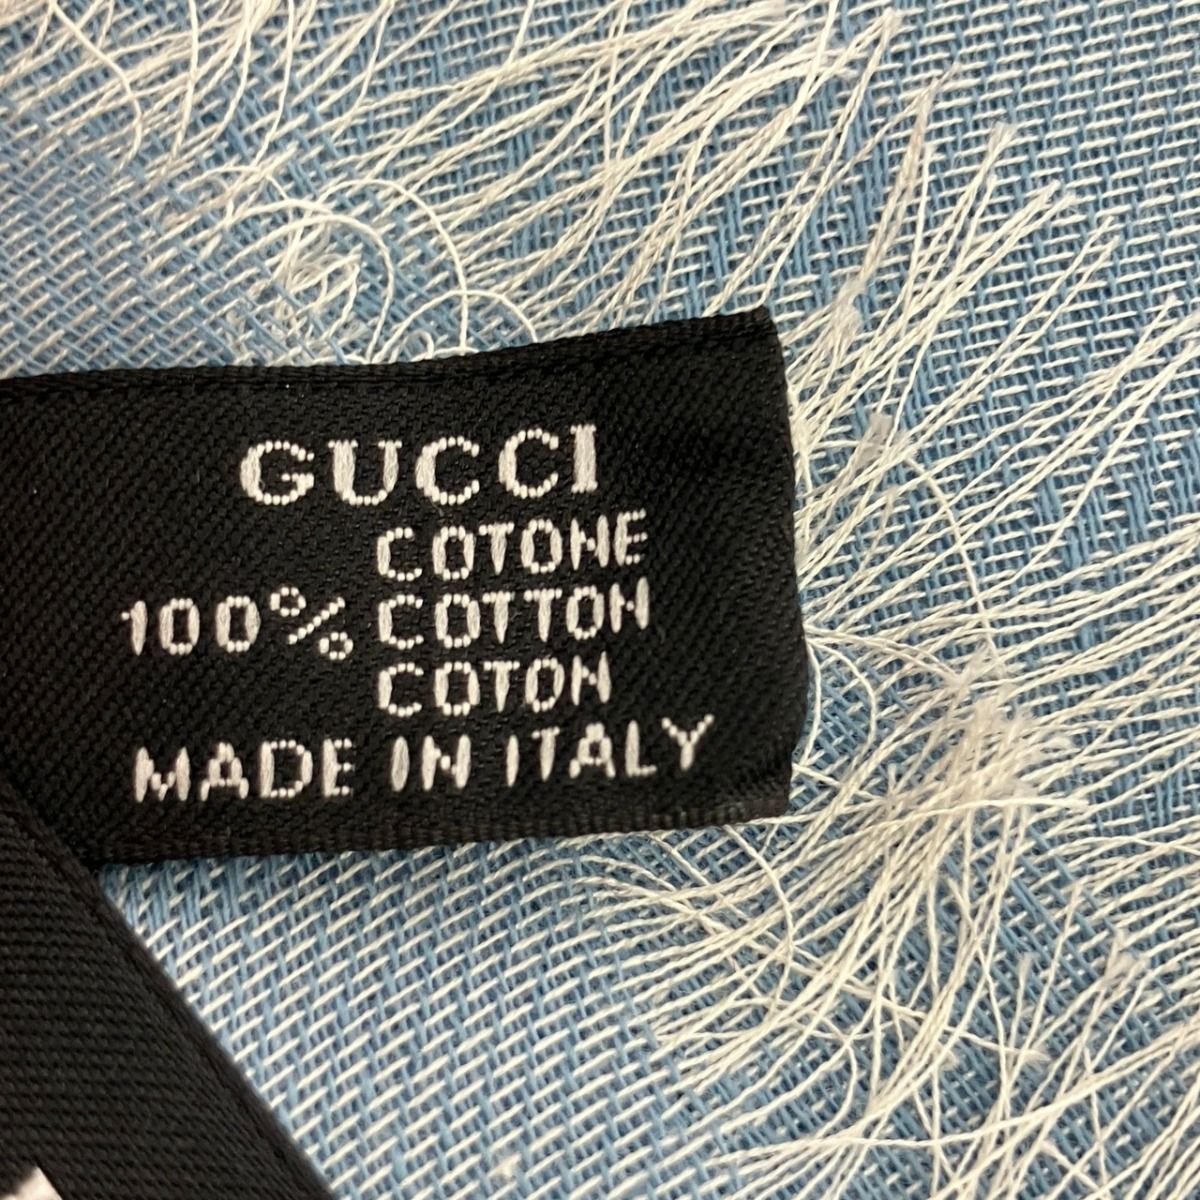 GUCCI
COTONE
100% COTTON
COTON
MADE IN ITALY